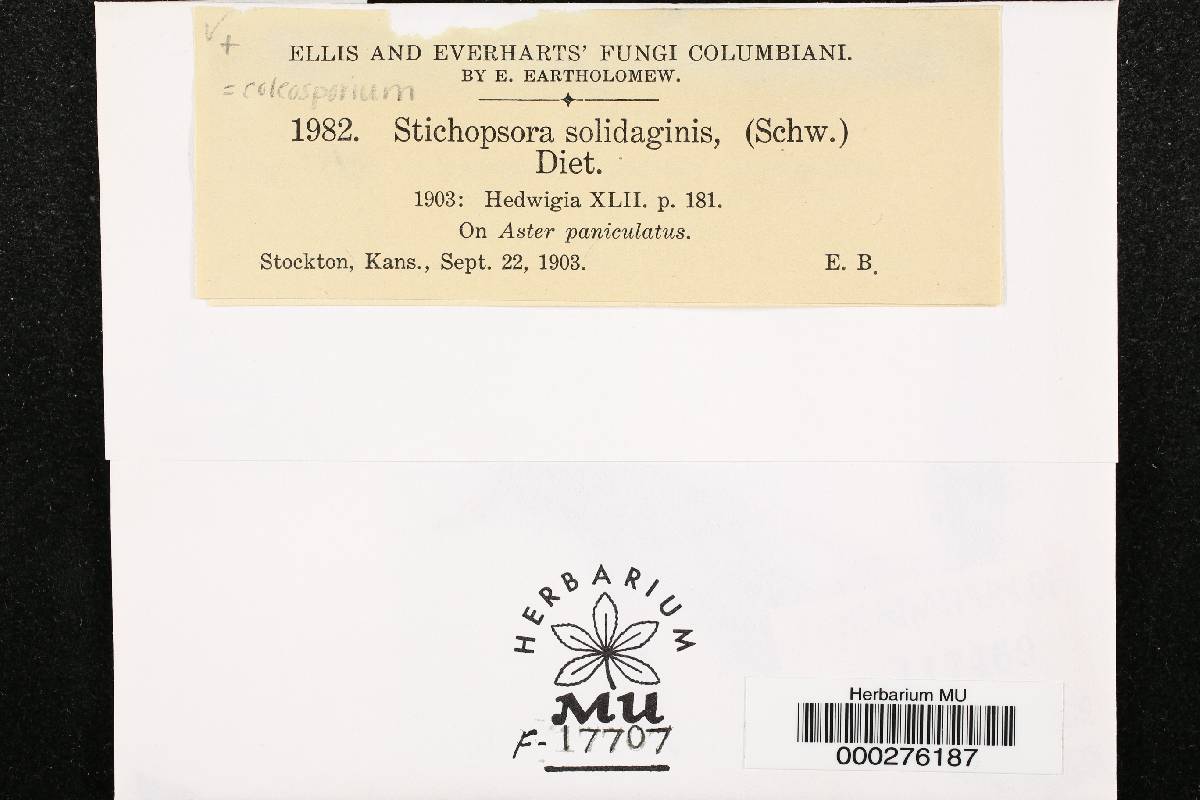 √
+
ELLIS AND EVERHARTS' FUNGI COLUMBIANI.
BY E. EARTHOLOMEW.
= coleosporium
1982. Stichopsora solidaginis, (Schw.)
Diet.
1903: Hedwigia XLII. p. 181.
On Aster paniculatus.
Stockton, Kans., Sept. 22, 1903. E. B.
HERBARIUM
MU
F-17707
Herbarium MU
000276187